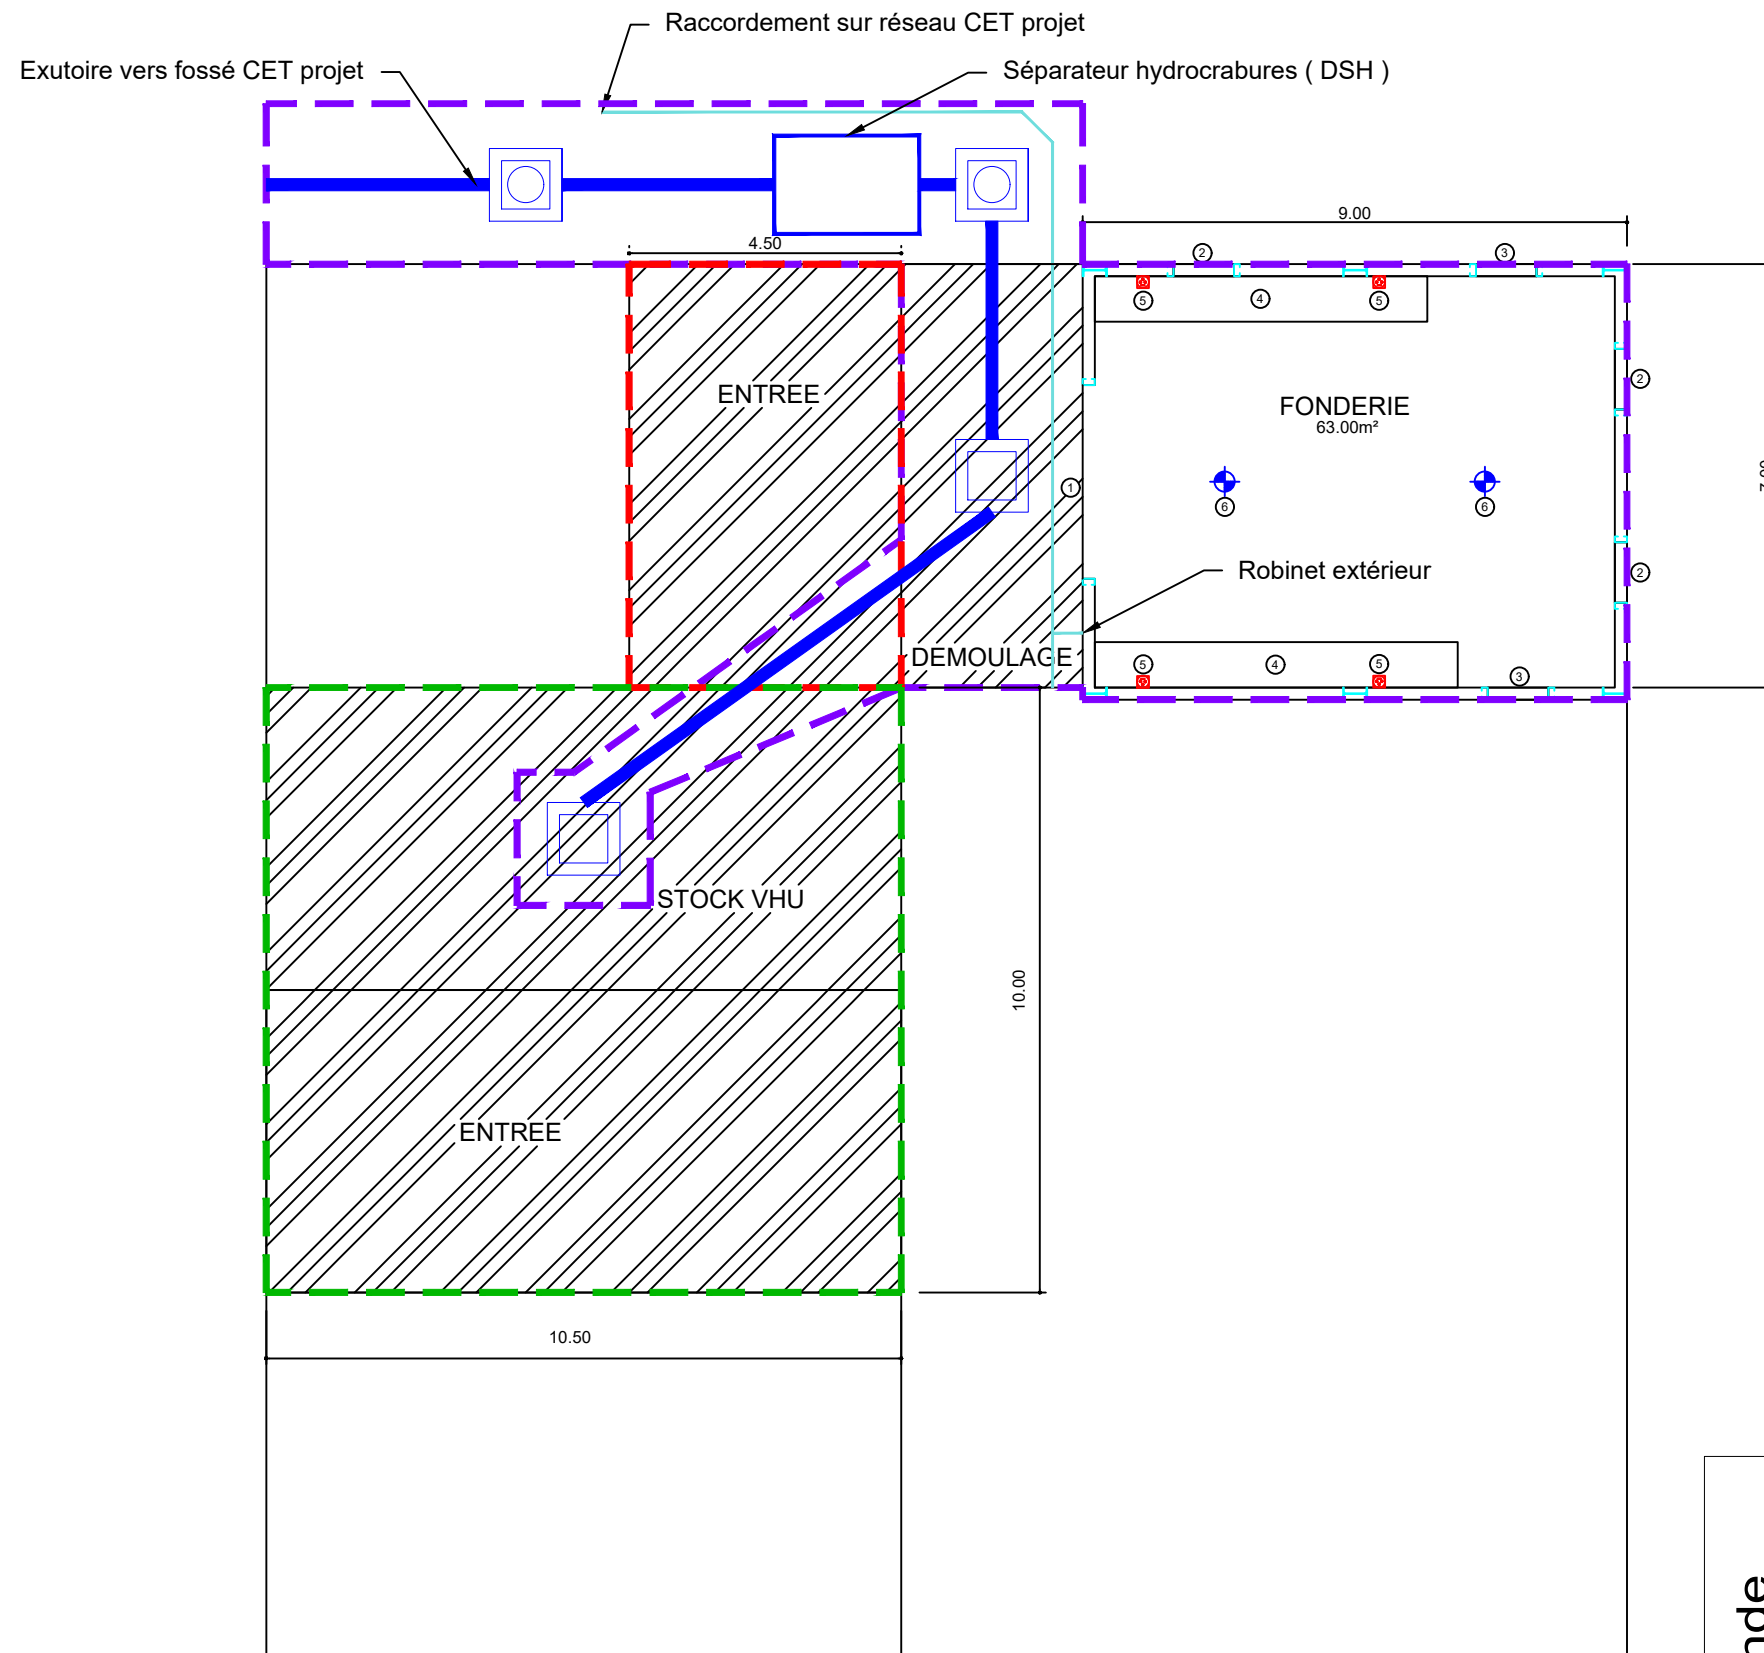 Raccordement sur réseau CET projet
Exutoire vers fossé CET projet
Séparateur hydrocrabures ( DSH )
9.00
4.50
2
3
5
4
5
ENTREE
2
FONDERIE
63.00m²
1
6
6
Robinet extérieur
2
DEMOULAGE
5
4
5
3
STOCK VHU
10.00
ENTREE
10.50